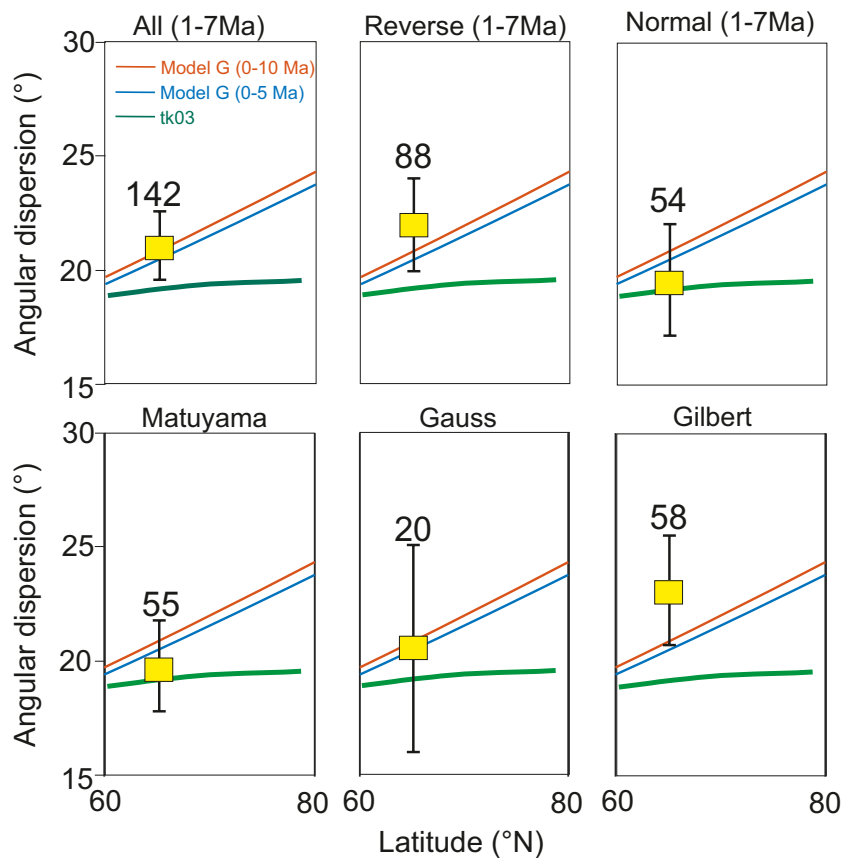 All (1-7Ma)
Reverse (1-7Ma)
Normal (1-7Ma)
Angular dispersion (°)
30
25
20
15
Model G (0-10 Ma)
Model G (0-5 Ma)
tk03
142
88
54
Matuyama
Gauss
Gilbert
Angular dispersion (°)
30
25
20
15
55
20
58
60
80
60
80
60
80
Latitude (°N)